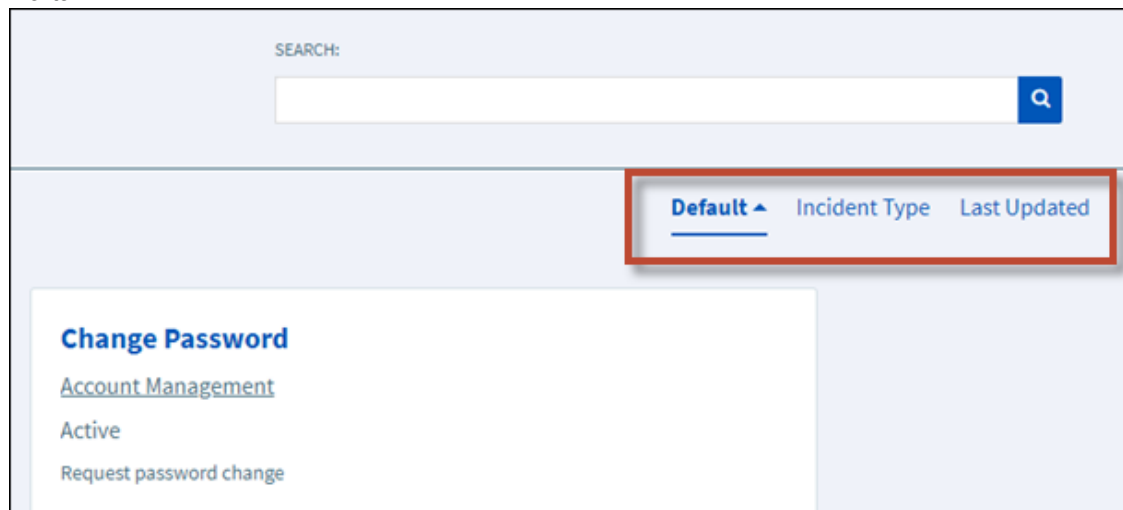 SEARCH:
Default Incident Type Last Updated
Change Password
Account Management
Active
Request password change